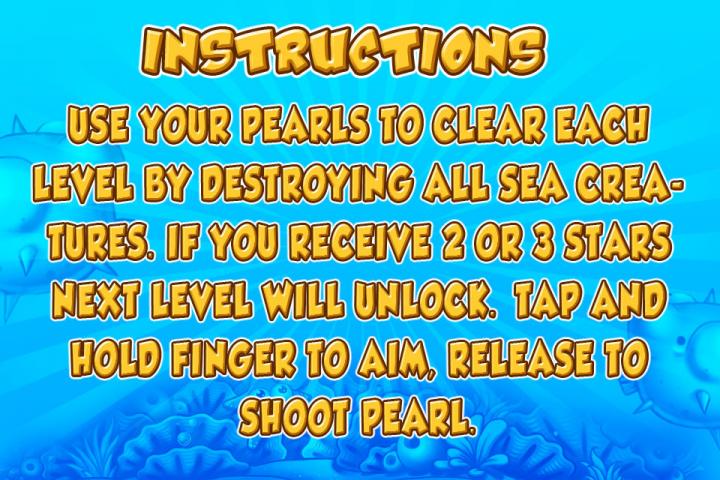 INSTRUCTIONS
USE YOUR PEARLS TO CLEAR EACH
LEVEL BY DESTROYING ALL SEA CREA-
TURES. IF YOU RECEIVE 2 OR 3 STARS
NEXT LEVEL WILL UNLOCK. TAP AND
HOLD FINGER TO AIM, RELEASE TO
SHOOT PEARL.